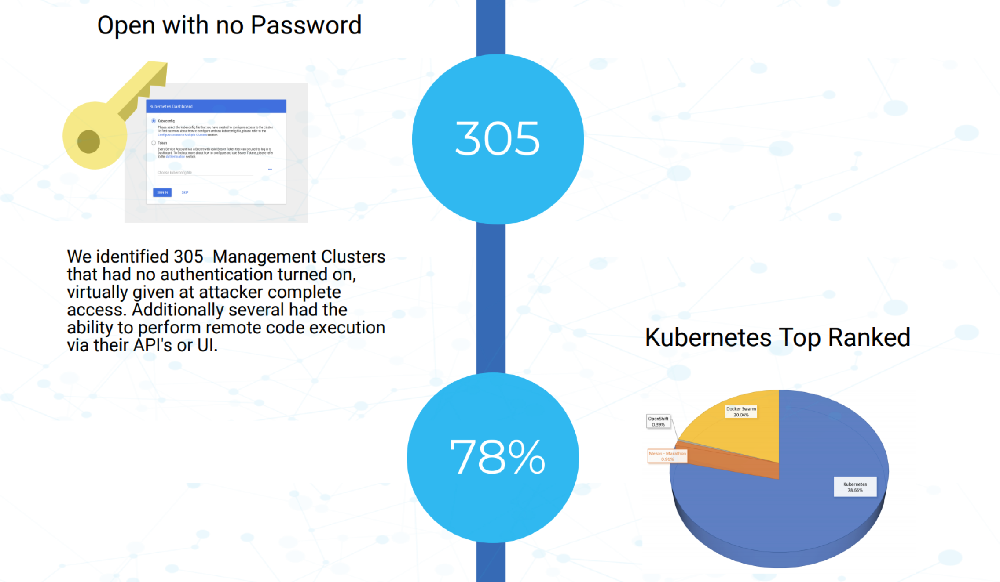 Open with no Password
Kubernetes Dashboard
Kubeconfig
Please select the kubeconfig file that you have created to configure access to the cluster.
To find out more about how to configure and use kubeconfig file, please refer to the
Configure Access to Multiple Clusters section.
Token
Every Service Account has a Secret with valid Bearer Token that can be used to log in to
Dashboard. To find out more about how to configure and use Bearer Tokens, please refer
to the Authentication section.
Choose kubeconfig file
SIGN IN SKIP
305
We identified 305  Management Clusters
that had no authentication turned on,
virtually given at attacker complete
access. Additionally several had the
ability to perform remote code execution
via their API's or UI.
78%
Kubernetes Top Ranked
Docker Swarm
20.04%
OpenShift
0.39%
Mesos - Marathon
0.91%
Kubernetes
78.66%